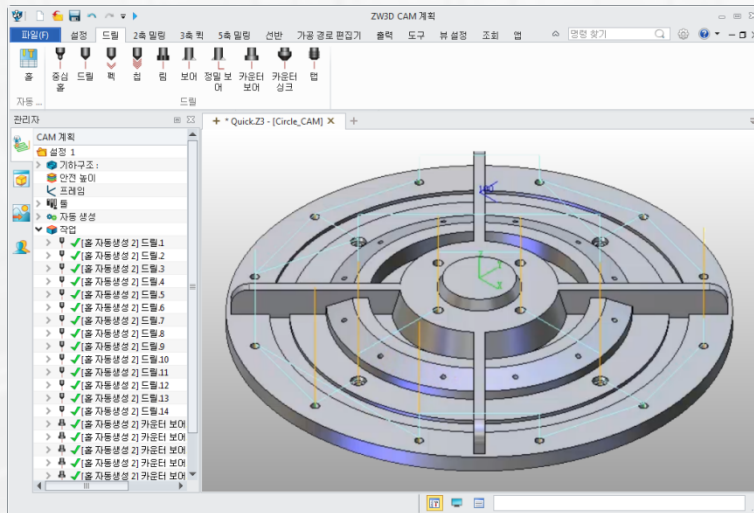 ZW3D CAM 계획
파일(F) 설정 드릴 2축 밀링 3축 퀵 5축 밀링 선반 가공 경로 편집기 출력 도구 뷰 설정 조회 앱 명령 찾기
홀 중심 홀 드릴 펙 칩 림 보어 정밀 보어 카운터 보어 카운터 싱크 탭
자동 ... 드릴
관리자
* Quick.Z3 - [Circle_CAM]
CAM 계획
설정 1
기하구조 :
안전 높이
프레임
툴
자동 생성
작업
[홀 자동생성 2] 드릴.1
[홀 자동생성 2] 드릴.2
[홀 자동생성 2] 드릴.3
[홀 자동생성 2] 드릴.4
[홀 자동생성 2] 드릴.5
[홀 자동생성 2] 드릴.6
[홀 자동생성 2] 드릴.7
[홀 자동생성 2] 드릴.8
[홀 자동생성 2] 드릴.9
[홀 자동생성 2] 드릴.10
[홀 자동생성 2] 드릴.11
[홀 자동생성 2] 드릴.12
[홀 자동생성 2] 드릴.13
[홀 자동생성 2] 드릴.14
[홀 자동생성 2] 카운터 보어
[홀 자동생성 2] 카운터 보어
[홀 자동생성 2] 카운터 보어
[홀 자동생성 2] 카운터 보어
[홀 자동생성 2] 카운터 보어